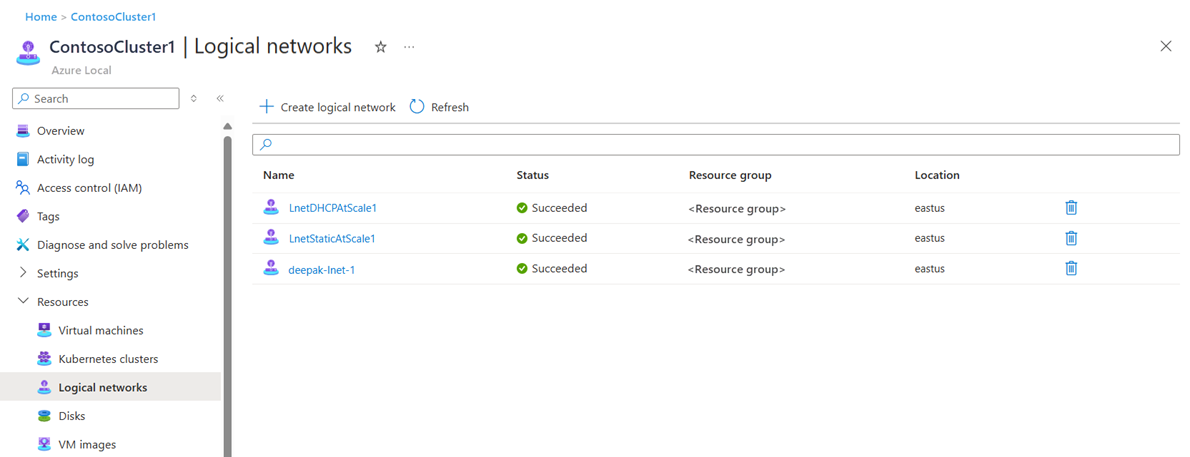 Home > ContosoCluster1
ContosoCluster1 | Logical networks
Azure Local
Search
Overview
Activity log
Access control (IAM)
Tags
Diagnose and solve problems
Settings
Resources
Virtual machines
Kubernetes clusters
Logical networks
Disks
VM images
Create logical network Refresh
Name Status Resource group Location
LnetDHCPAtScale1 Succeeded <Resource group> eastus
LnetStaticAtScale1 Succeeded <Resource group> eastus
deepak-lnet-1 Succeeded <Resource group> eastus